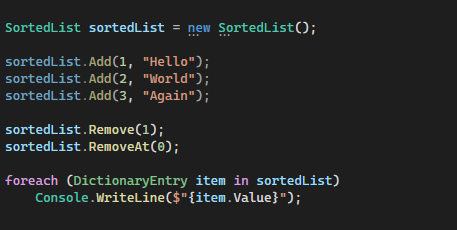 SortedList sortedList = new SortedList();
sortedList.Add(1, "Hello");
sortedList.Add(2, "World");
sortedList.Add(3, "Again");
sortedList.Remove(1);
sortedList.RemoveAt(0);
foreach (DictionaryEntry item in sortedList)
Console.WriteLine($"{item.Value}");